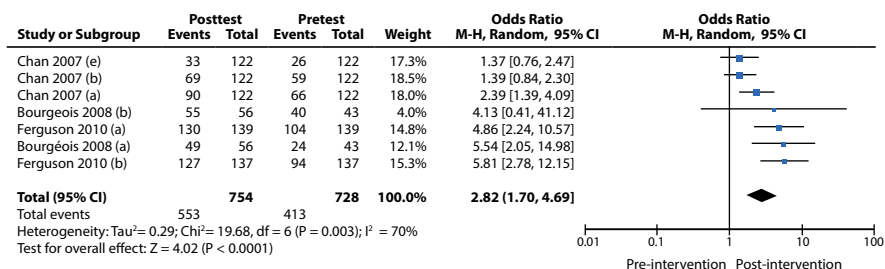 Posttest Pretest Odds Ratio Odds Ratio
Study or Subgroup Events Total Events Total Weight M-H, Random, 95% CI M-H, Random, 95% CI
Chan 2007 (e) 33 122 26 122 17.3% 1.37 [0.76, 2.47]
Chan 2007 (b) 69 122 59 122 18.5% 1.39 [0.84, 2.30]
Chan 2007 (a) 90 122 66 122 18.0% 2.39 [1.39, 4.09]
Bourgeois 2008 (b) 55 56 40 43 4.0% 4.13 [0.41, 41.12]
Ferguson 2010 (a) 130 139 104 139 14.8% 4.86 [2.24, 10.57]
Bourgéois 2008 (a) 49 56 24 43 12.1% 5.54 [2.05, 14.98]
Ferguson 2010 (b) 127 137 94 137 15.3% 5.81 [2.78, 12.15]
Total (95% CI) 754 728 100.0% 2.82 (1.70, 4.69]
Total events 553 413
Heterogeneity: Tau²= 0.29; Chi²= 19.68, df = 6 (P = 0.003); I² = 70%
Test for overall effect: Z = 4.02 (P < 0.0001)
0.01 0.1 1 10 100
Pre-intervention Post-intervention